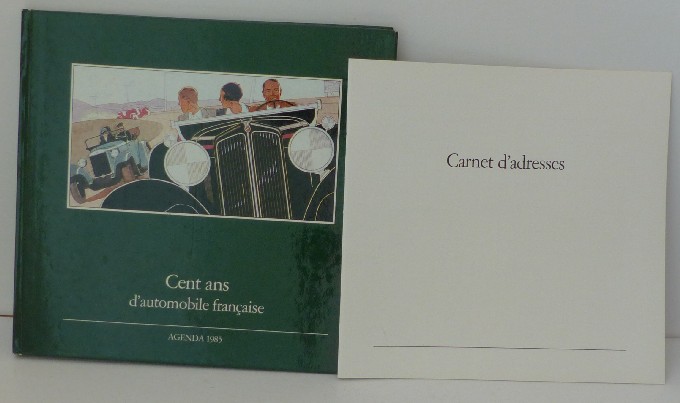 Cent ans
d'automobile française
AGENDA 1985
Carnet d'adresses